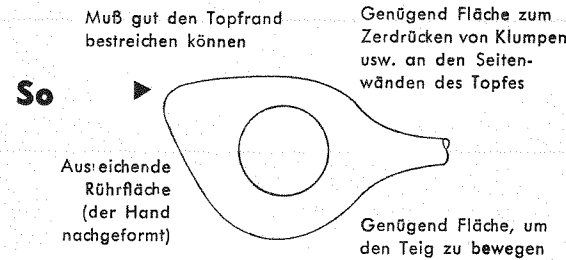 Muß gut den Topfrand
bestreichen können
Genügend Fläche zum
Zerdrücken von Klumpen
usw. an den Seiten-
wänden des Topfes
So
Ausreichende
Rührfläche
(der Hand
nachgeformt)
Genügend Fläche, um
den Teig zu bewegen